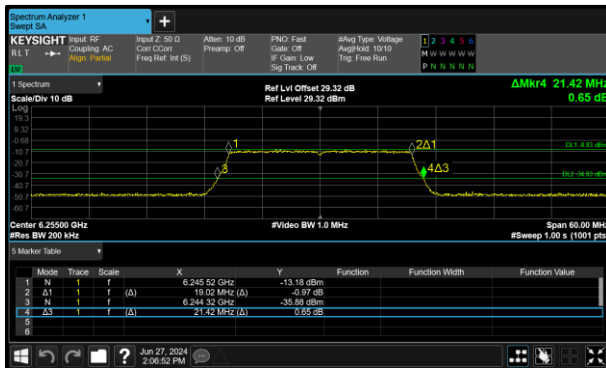 Spectrum Analyzer 1
Swept SA
KEYSIGHT Input: RF Input Z: 50 Ω Atten: 10 dB PNO: Fast #Avg Type: Voltage 1 2 3 4 5 6
R L T Coupling: AC Corr CCorr Preamp: Off Gate: Off Avg|Hold: 10/10 M W W W W W
Align: Partial Freq Ref: Int (S) IF Gain: Low Trig: Free Run
Sig Track: Off P N N N N N
1 Spectrum Ref Lvl Offset 29.32 dB ΔMkr4 21.42 MHz
Scale/Div 10 dB Ref Level 29.32 dBm 0.65 dB
Log
19.3
9.32
-0.68
1 2Δ1 DL1 -8.83 dBm
-10.7
-20.7
3 4Δ3 DL2 -34.83 dBm
-30.7
-40.7
-50.7
-60.7
Center 6.25500 GHz #Video BW 1.0 MHz Span 60.00 MHz
#Res BW 200 kHz #Sweep 1.00 s (1001 pts)
5 Marker Table
Mode Trace Scale X Y Function Function Width Function Value
1 N 1 f 6.245 52 GHz -13.18 dBm
2 Δ1 1 f (Δ) 19.02 MHz (Δ) -0.97 dB
3 N 1 f 6.244 32 GHz -35.88 dBm
4 Δ3 1 f (Δ) 21.42 MHz (Δ) 0.65 dB
5
6
? Jun 27, 2024
2:06:52 PM